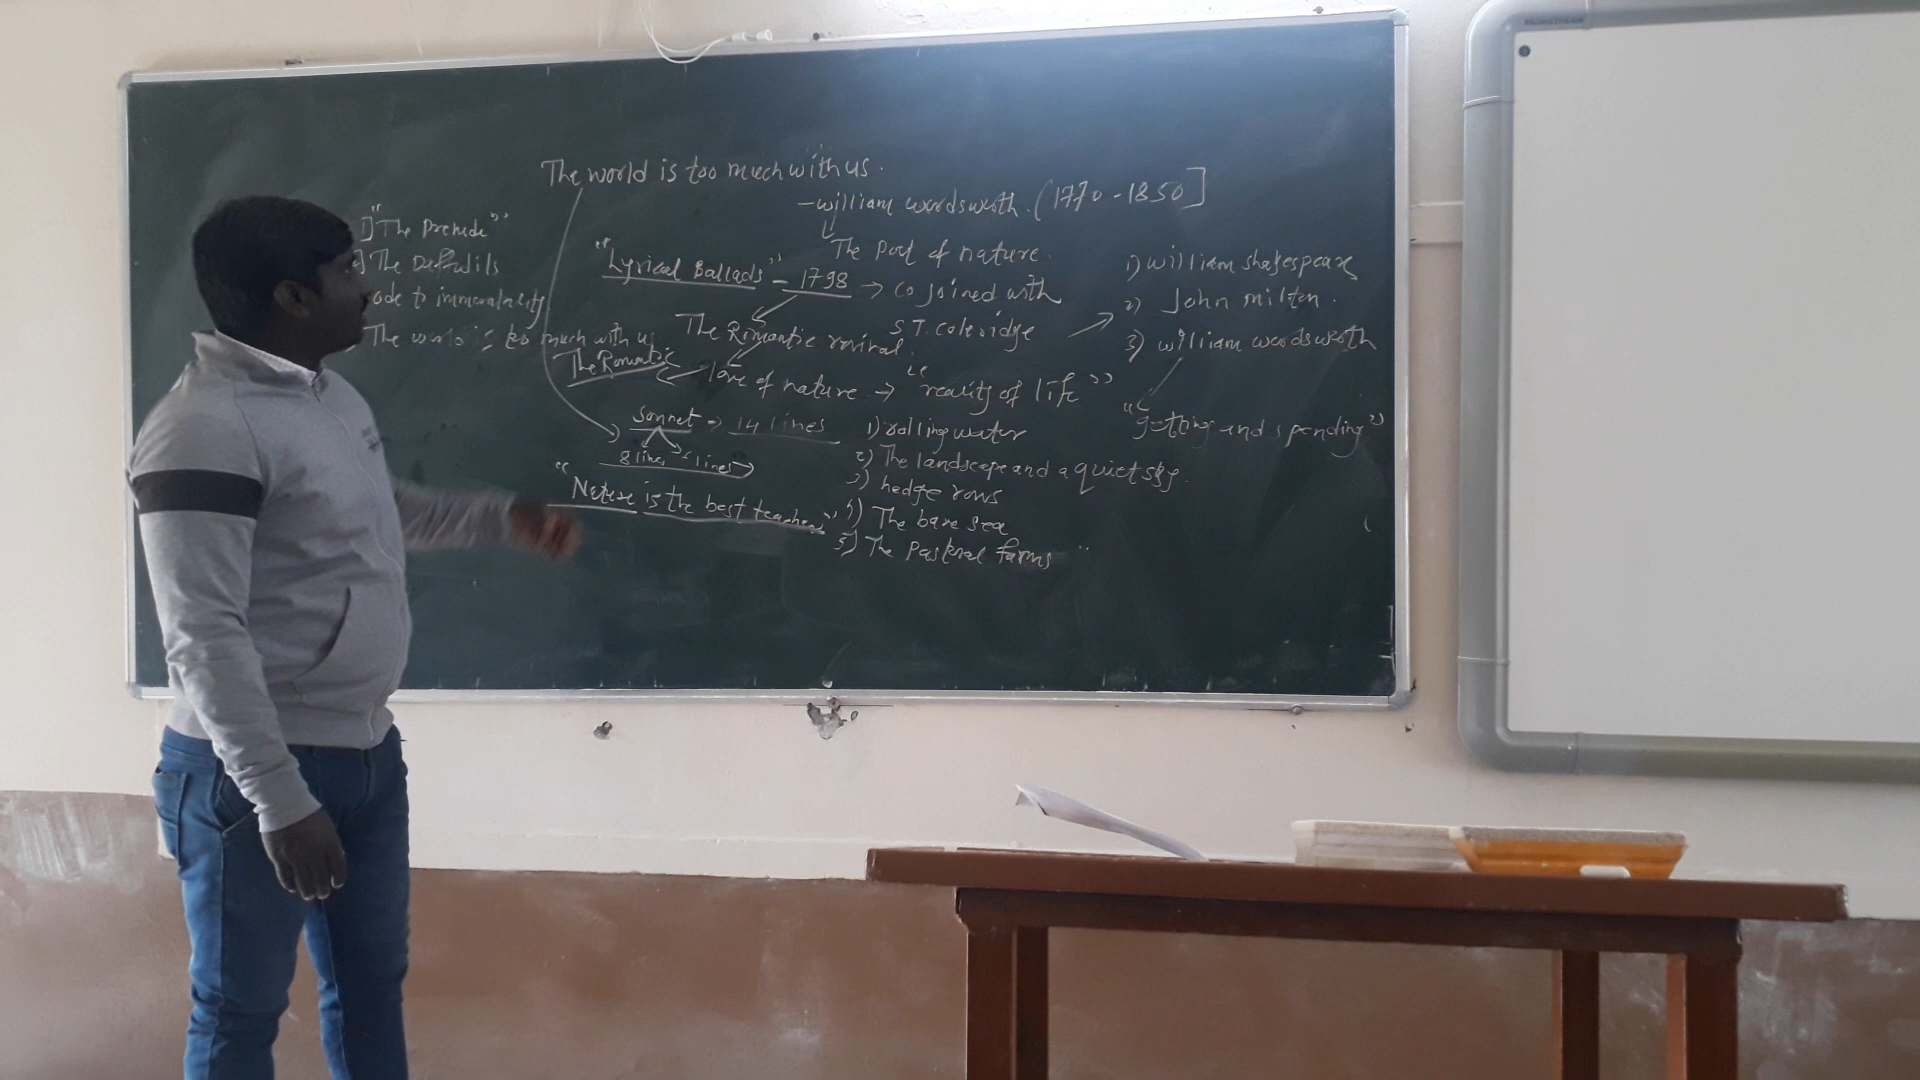 The world is too much with us.
- william wordsworth. (1770 - 1850]
The Poet of nature.
1] "The Prelude"
The Daffodils
ode to immortality
The world is too much with us
"Lyrical Ballads" - 1798 → co joined with
S.T. Coleridge
The Romantic revival.
The Romantic
love of nature → "reality of life"
1) william shakespeare
2) John milton.
3) william wordsworth
"getting and spending"
sonnet → 14 lines
8 lines lines
"Nature is the best teacher"
1) rolling water
2) The landscape and a quiet sky.
3) hedge rows
4) The bare sea
5) The Pastoral farms
PROMETHEAN